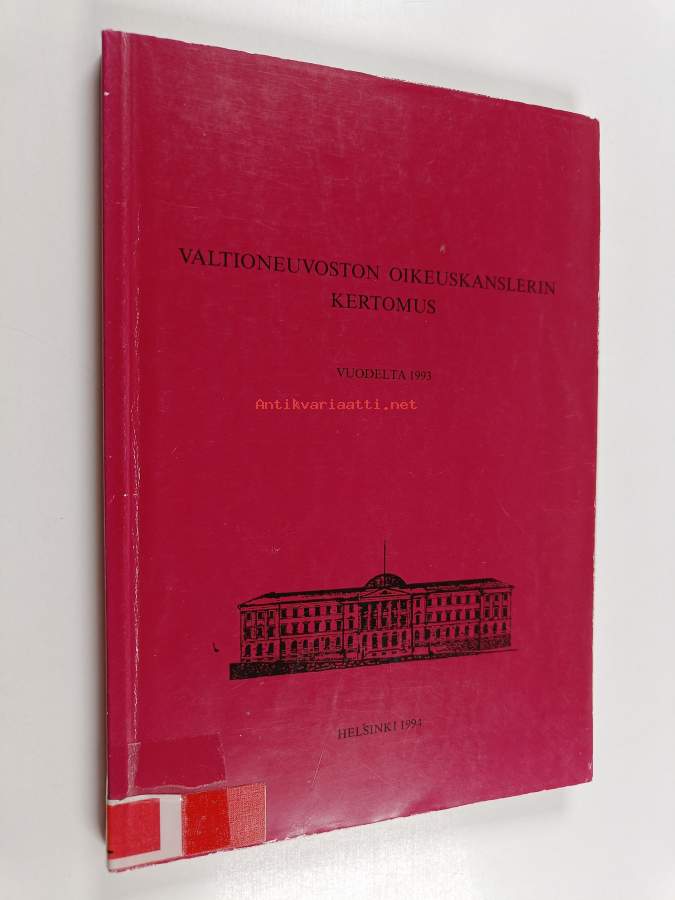 VALTIONEUVOSTON OIKEUSKANSLERIN
KERTOMUS
VUODELTA 1993
Antikvariaatti.net
HELSINKI 1994